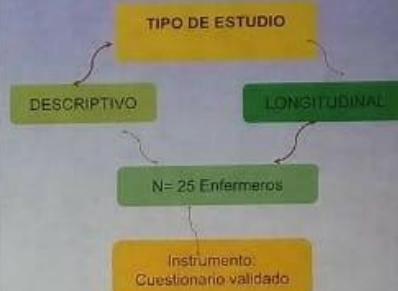 TIPO DE ESTUDIO
DESCRIPTIVO
LONGITUDINAL
N= 25 Enfermeros
Instrumento:
Cuestionario validado